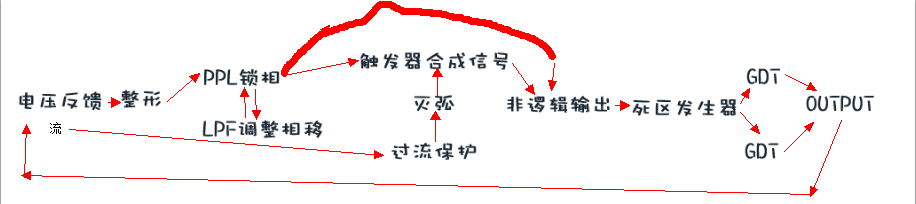 PPL锁相
触发器合成信号
GDT
电压反馈
整形
灭弧
非逻辑输出
死区发生器
OUTPUT
流
LPF调整相移
过流保护
GDT